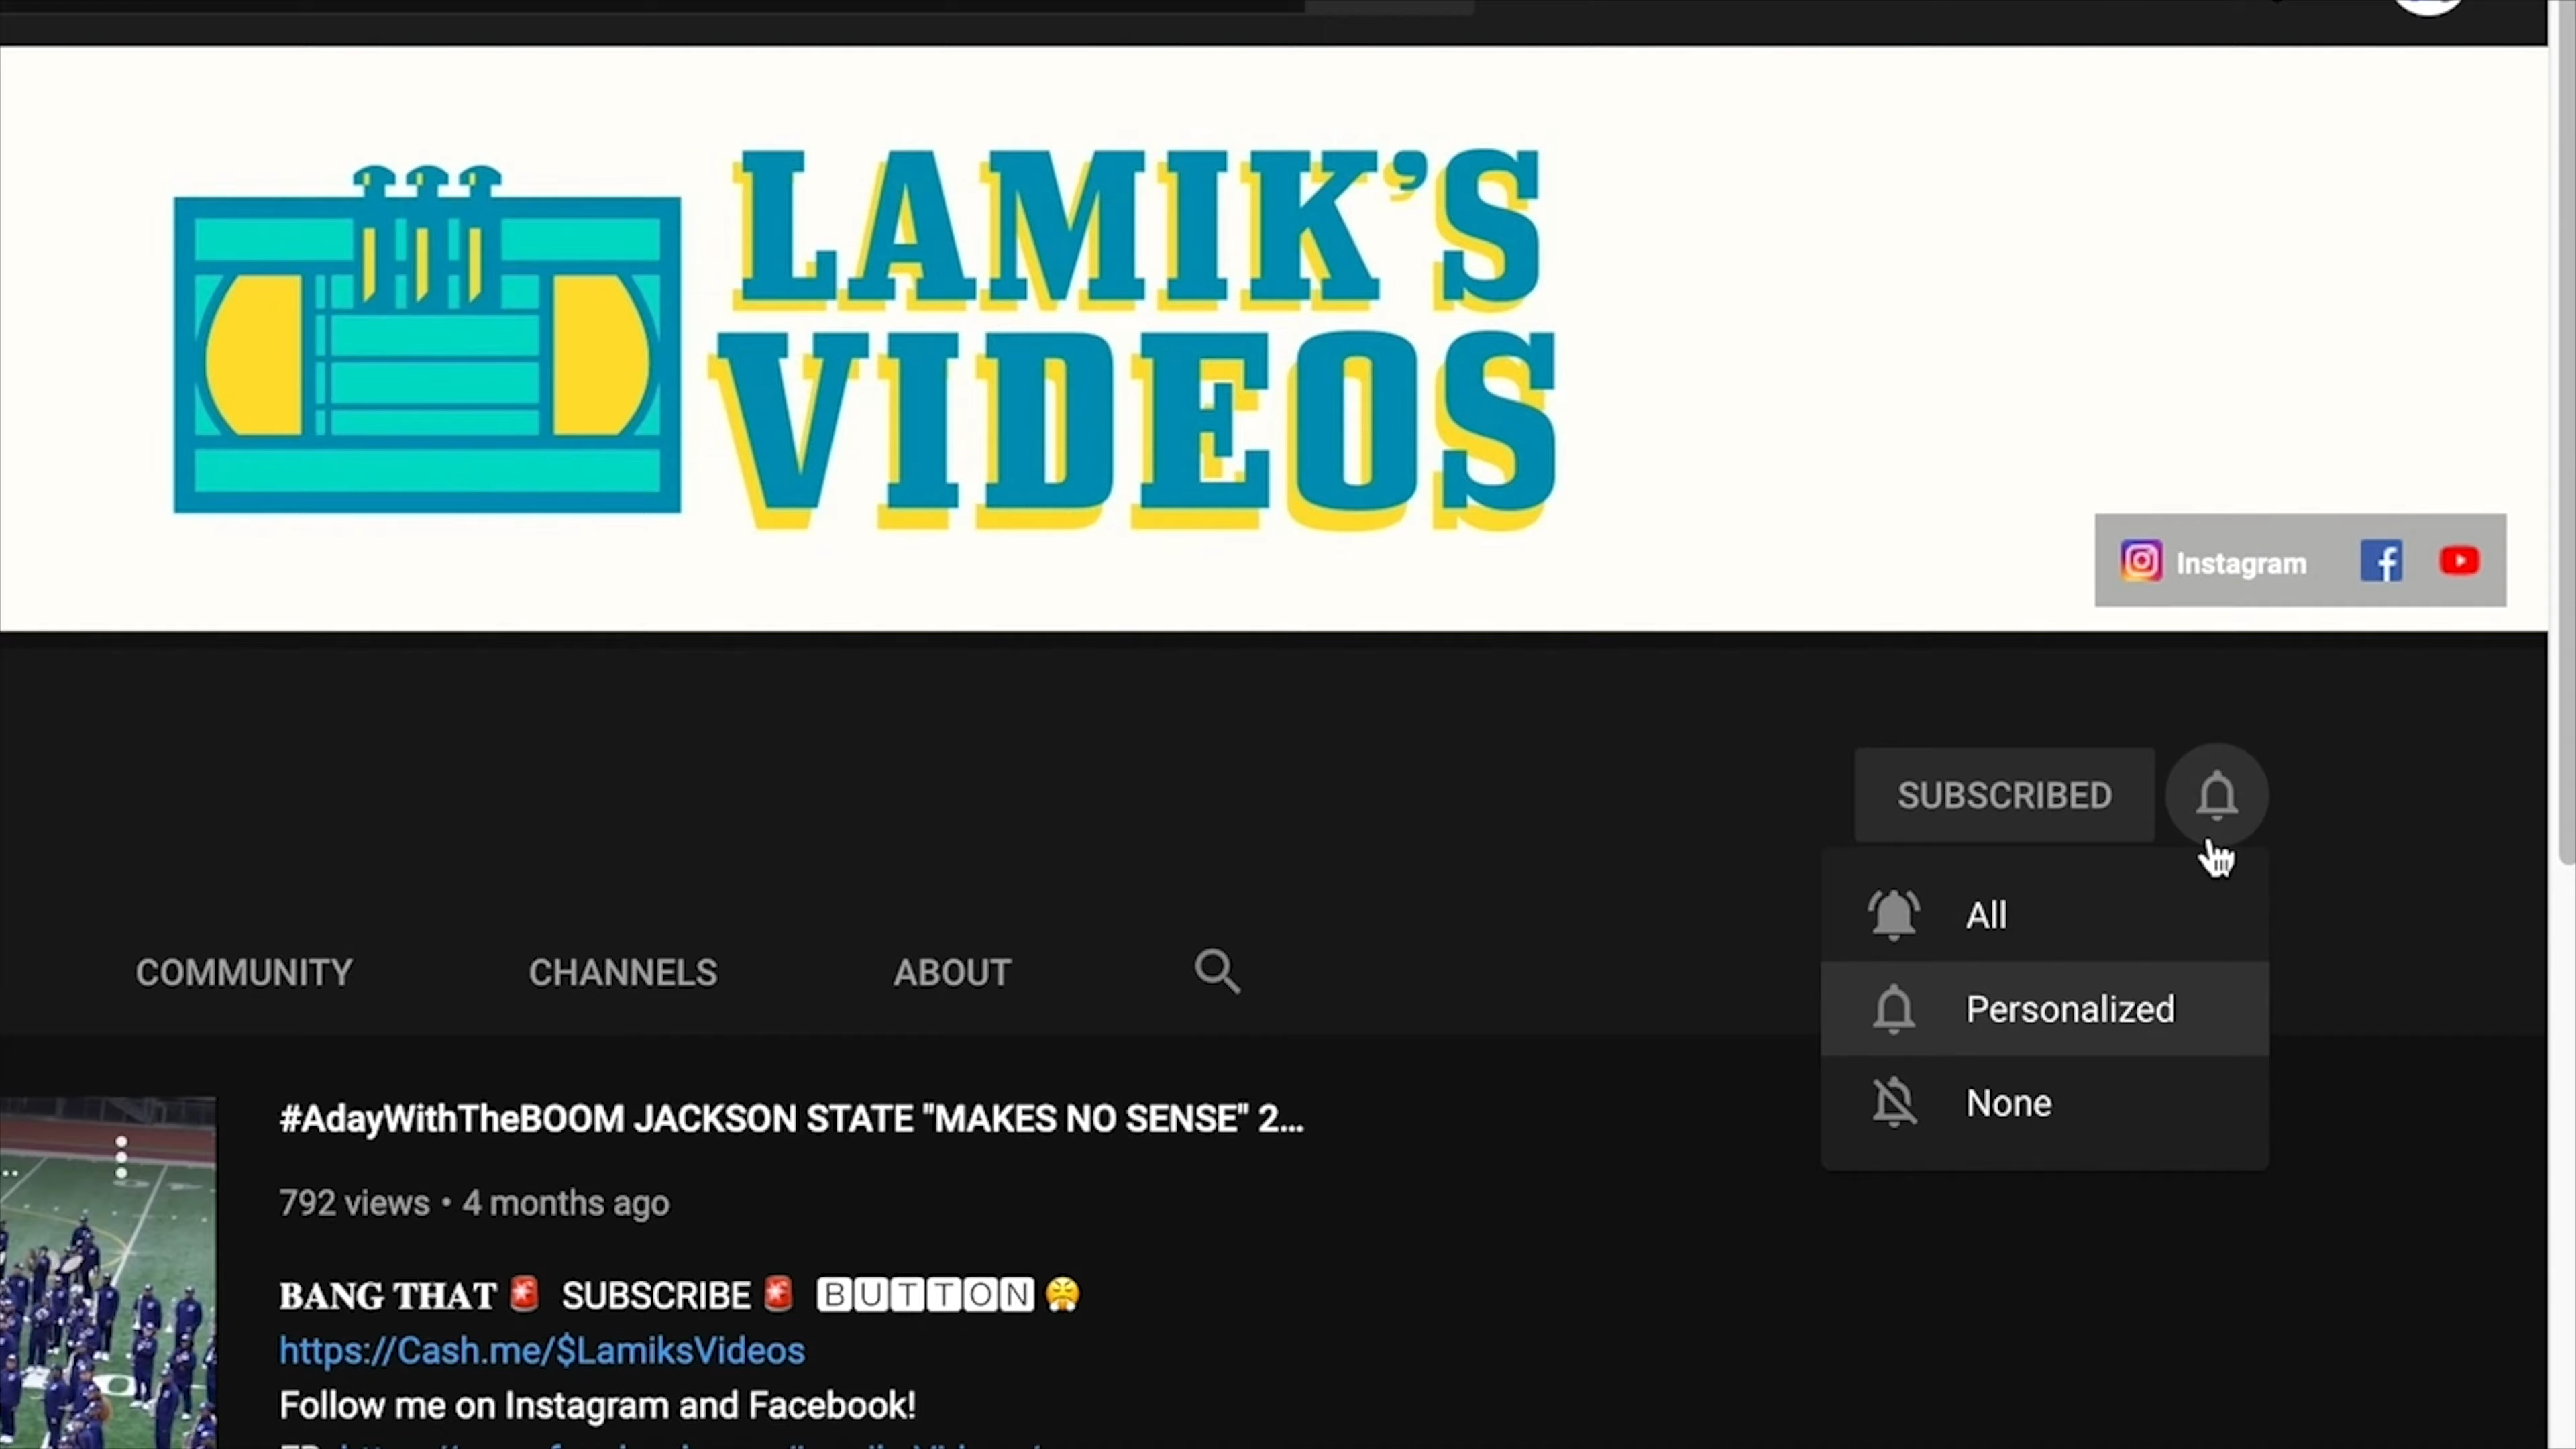 LAMIK'S
VIDEOS
Instagram
SUBSCRIBED
All
Personalized
None
COMMUNITY
CHANNELS
ABOUT
#AdayWithTheBOOM JACKSON STATE "MAKES NO SENSE" 2...
792 views • 4 months ago
𝐁𝐀𝐍𝐆 𝐓𝐇𝐀𝐓🚨 SUBSCRIBE🚨 🄱🅄🅃🅃🄾🄽😤
https://Cash.me/$LamiksVideos
Follow me on Instagram and Facebook!